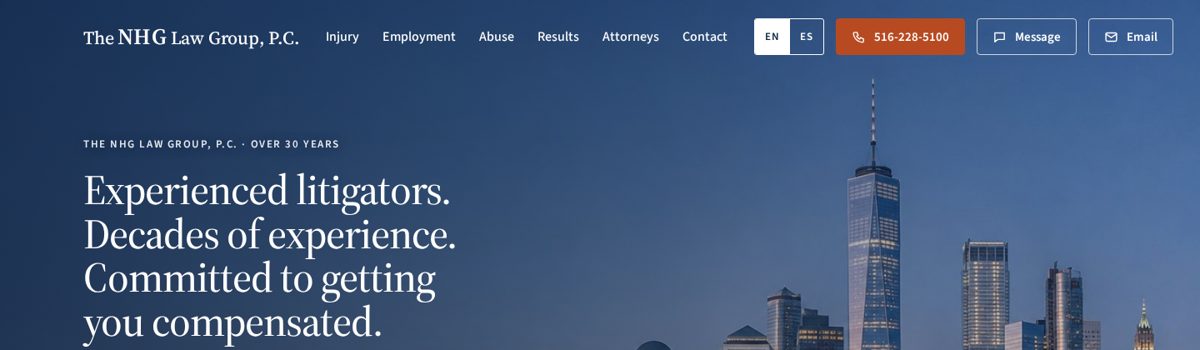 The NHG Law Group, P.C. Injury Employment Abuse Results Attorneys Contact EN ES 516-228-5100 Message Email
THE NHG LAW GROUP, P.C. · OVER 30 YEARS
Experienced litigators.
Decades of experience.
Committed to getting
you compensated.